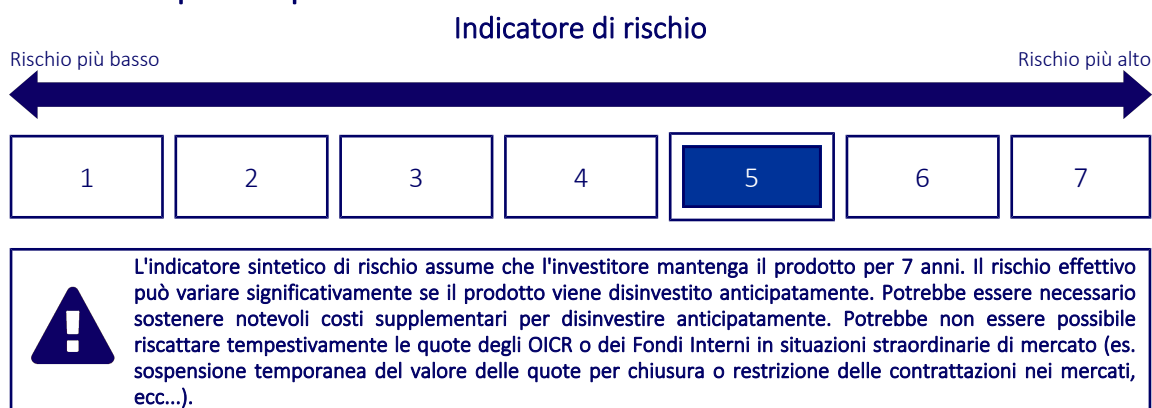 Indicatore di rischio
Rischio più basso
Rischio più alto
1
2
3
4
5
6
7
L'indicatore sintetico di rischio assume che l'investitore mantenga il prodotto per 7 anni. Il rischio effettivo
può variare significativamente se il prodotto viene disinvestito anticipatamente. Potrebbe essere necessario
sostenere notevoli costi supplementari per disinvestire anticipatamente. Potrebbe non essere possibile
riscattare tempestivamente le quote degli OICR o dei Fondi Interni in situazioni straordinarie di mercato (es.
sospensione temporanea del valore delle quote per chiusura o restrizione delle contrattazioni nei mercati,
ecc...).